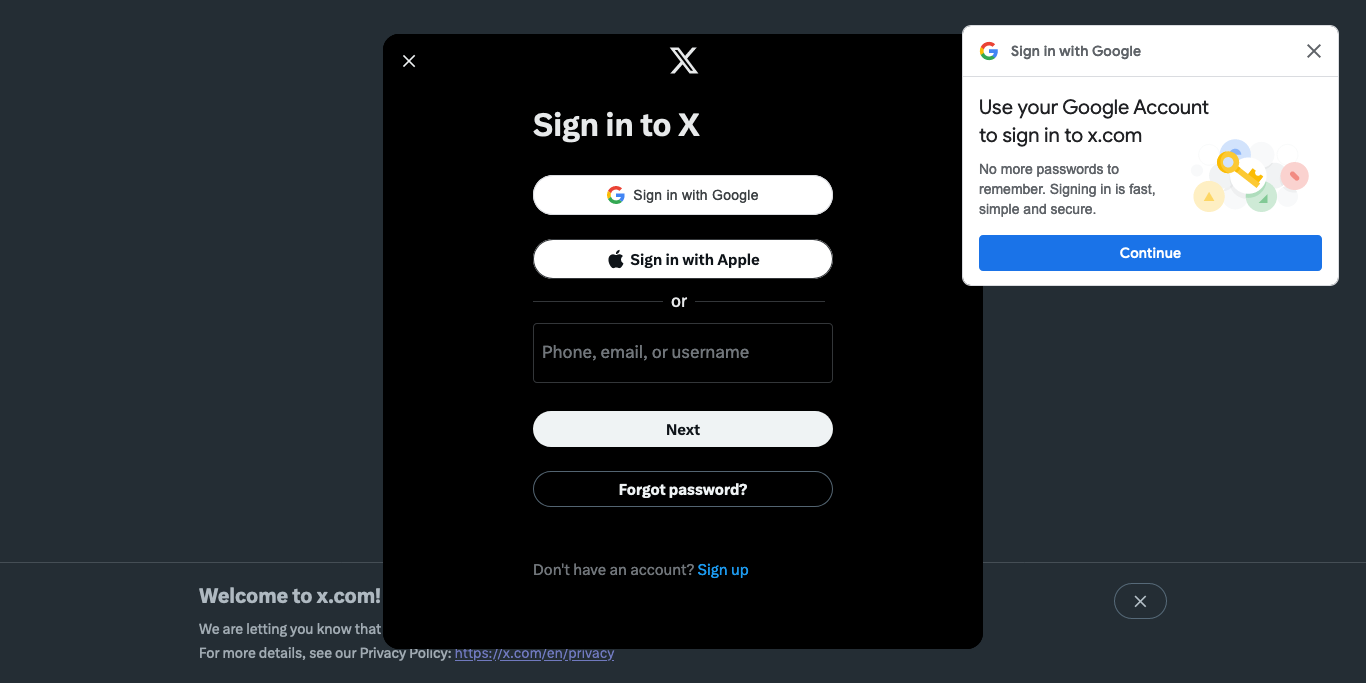 Sign in to X
Sign in with Google
Sign in with Apple
or
Phone, email, or username
Next
Forgot password?
Don't have an account? Sign up
Sign in with Google
Use your Google Account
to sign in to x.com
No more passwords to
remember. Signing in is fast,
simple and secure.
Continue
Welcome to x.com!
We are letting you know that
For more details, see our Privacy Policy: https://x.com/en/privacy